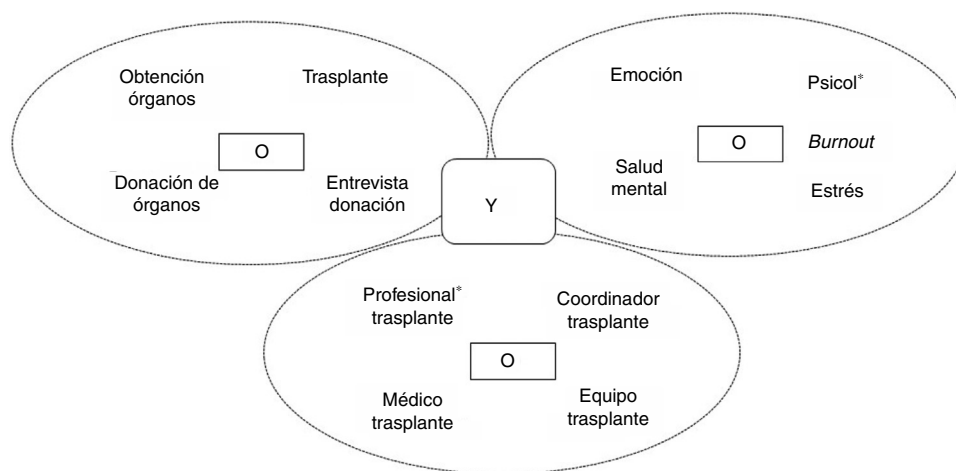 Obtención
órganos
Trasplante
O
Donación de
órganos
Entrevista
donación
Emoción
Psicol*
O
Burnout
Salud
mental
Estrés
Y
Profesional*
trasplante
Coordinador
trasplante
O
Médico
trasplante
Equipo
trasplante